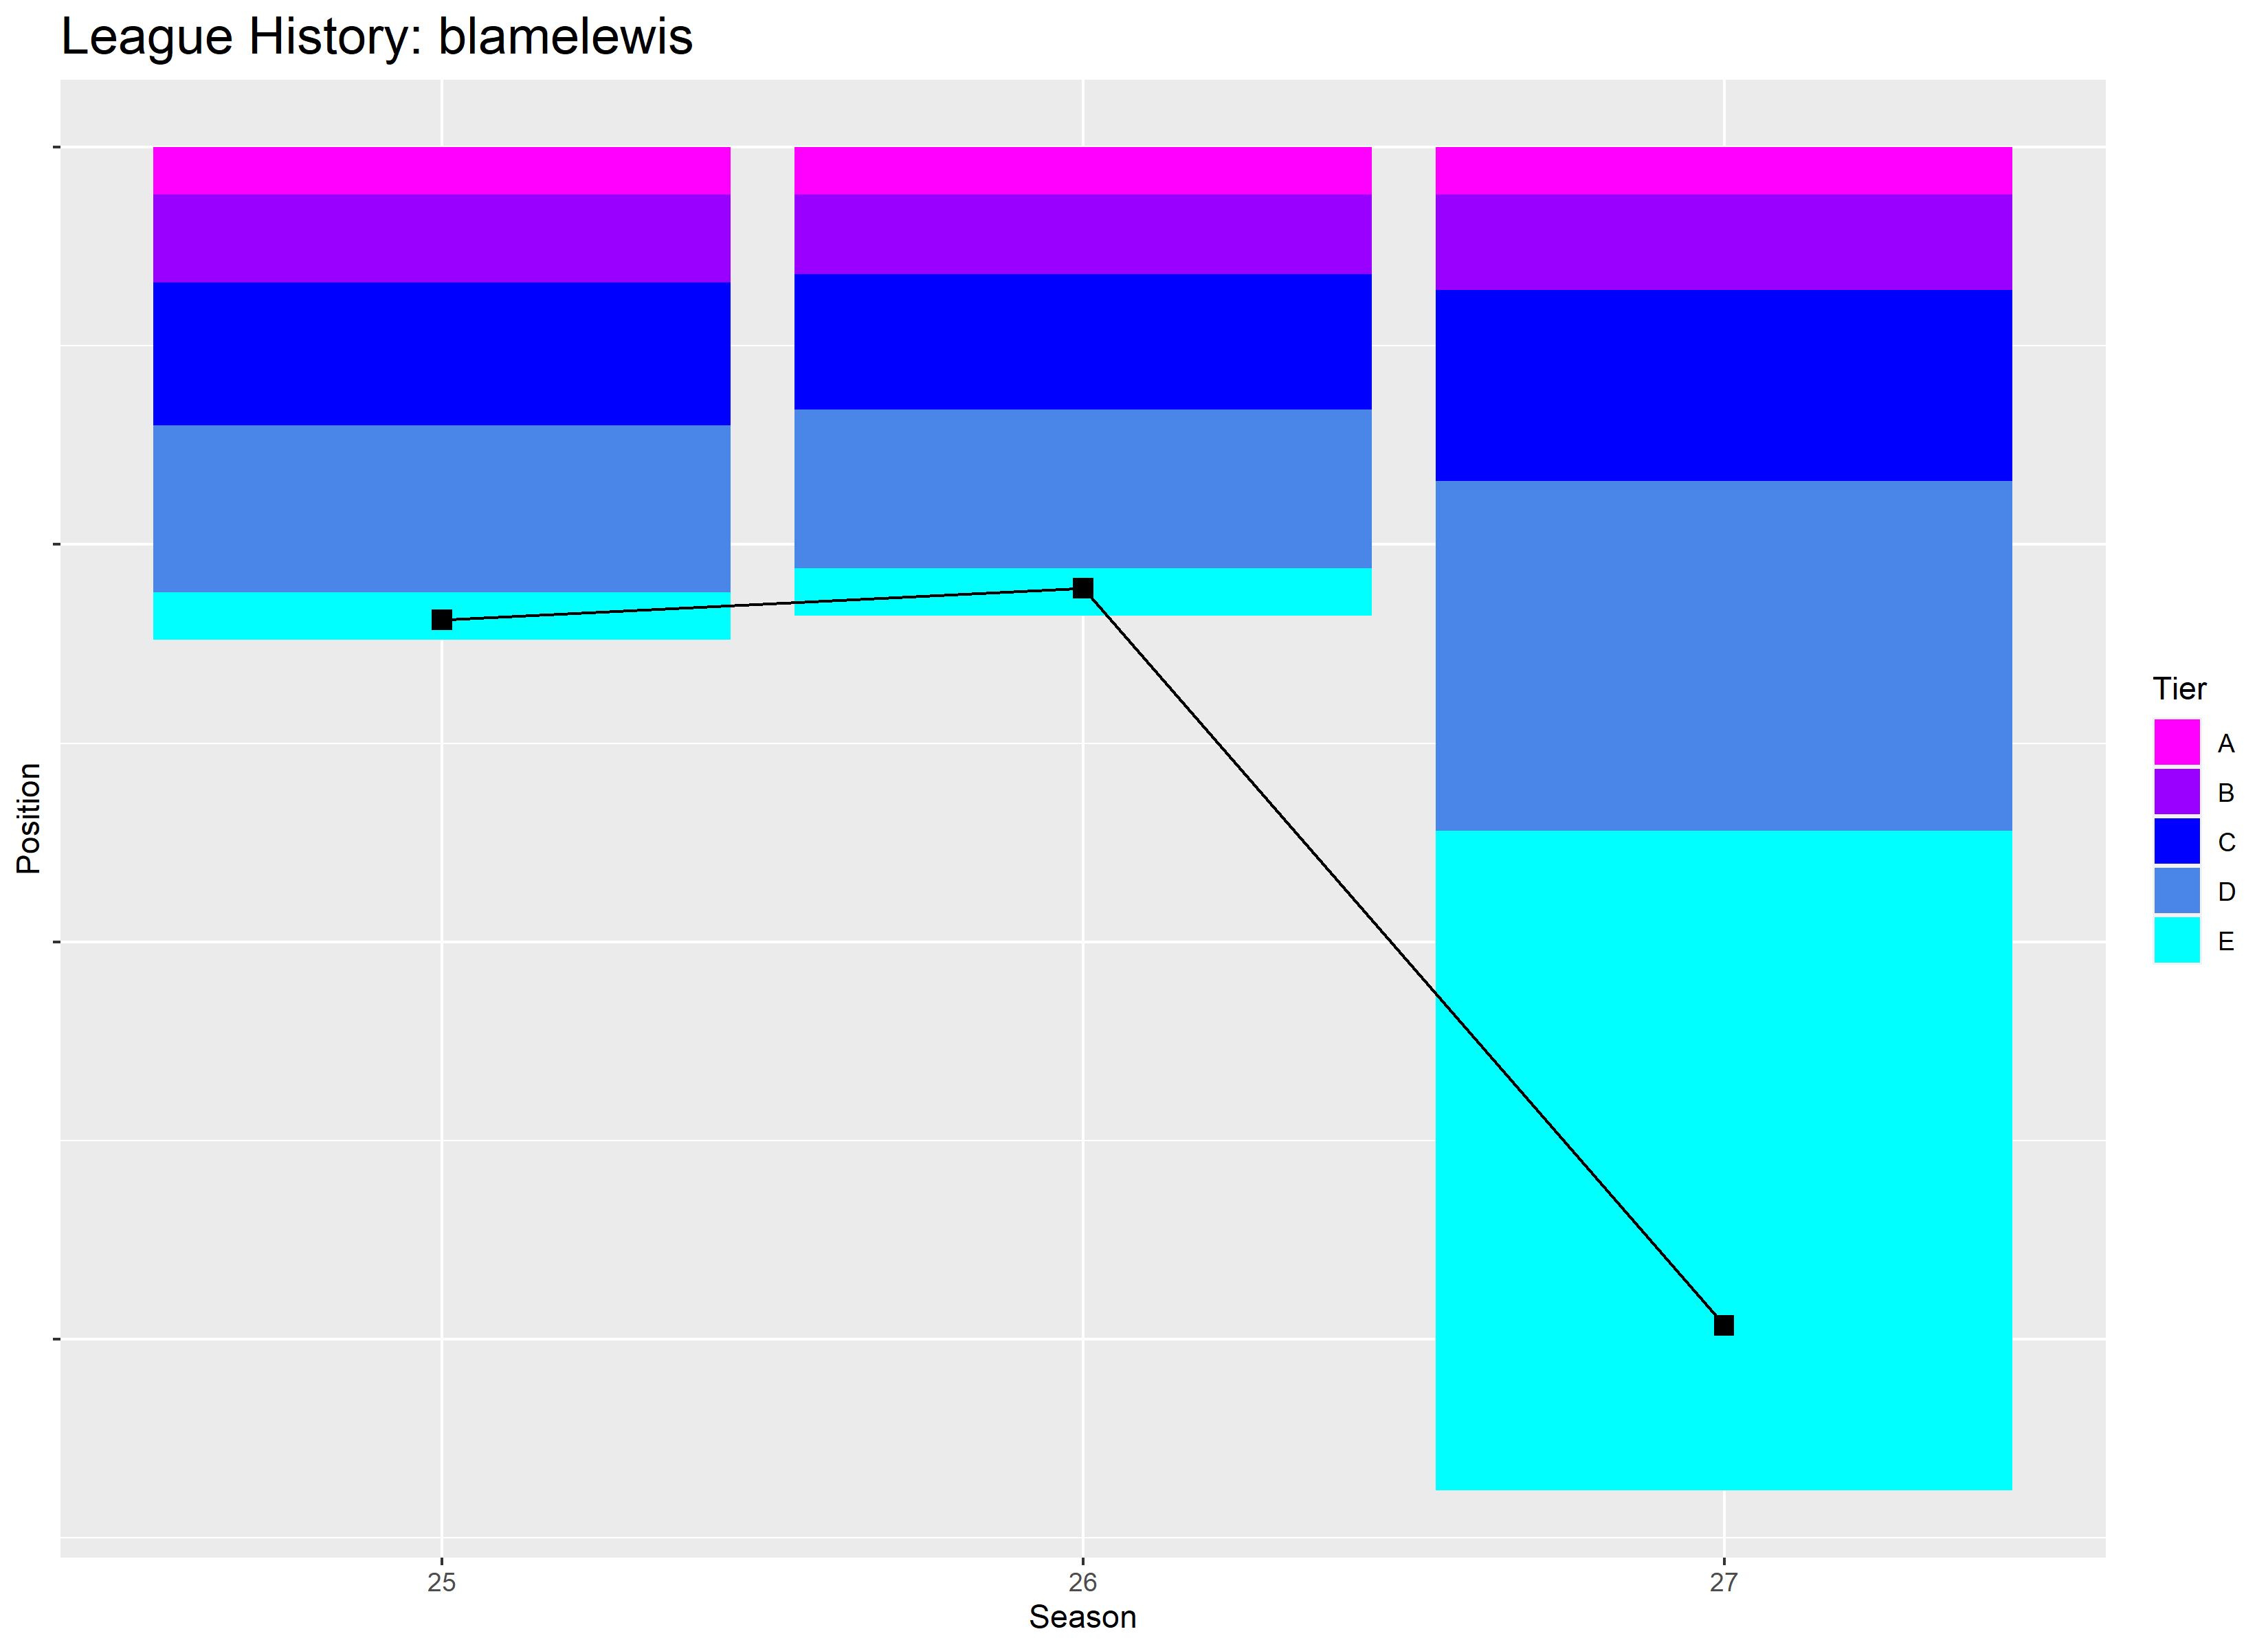 League History: blamelewis
Position
Tier
A
B
C
D
E
25
26
27
Season